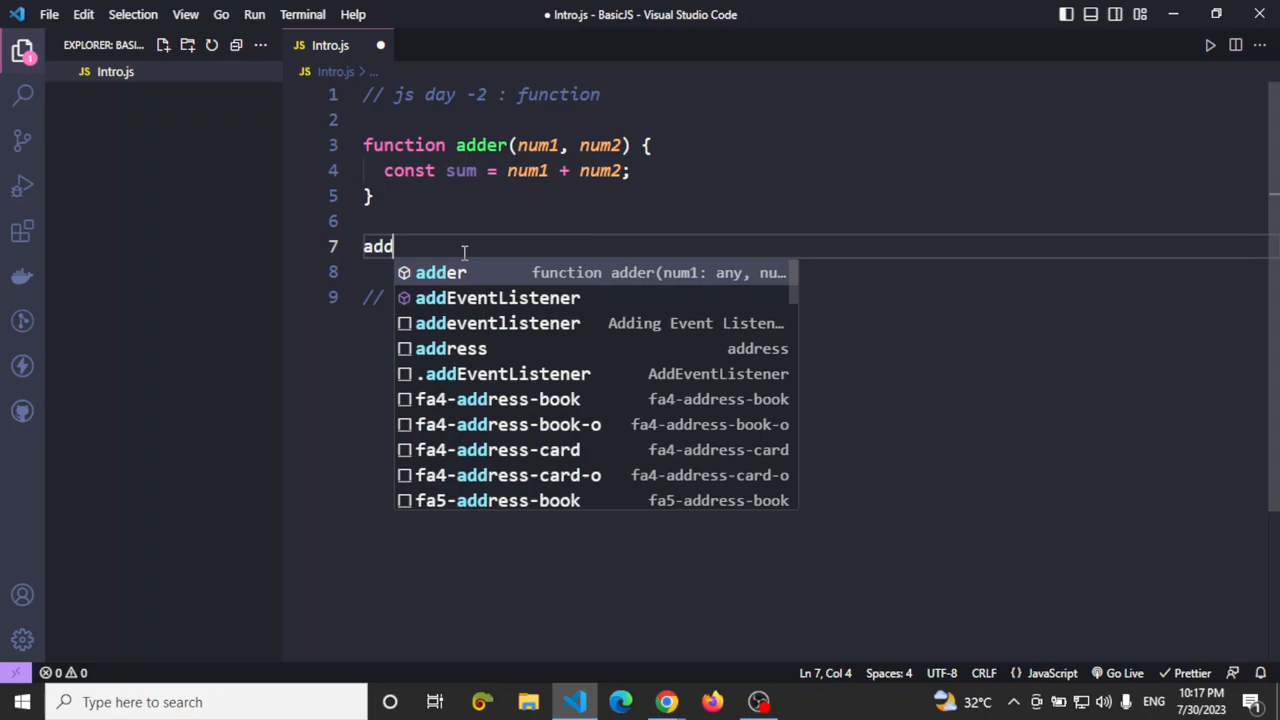 File Edit Selection View Go Run Terminal Help
● Intro.js - BasicJS - Visual Studio Code
EXPLORER: BASI...
JS Intro.js ●
JS Intro.js
JS Intro.js > ...
1 // js day -2 : function
2
3 function adder(num1, num2) {
4 const sum = num1 + num2;
5 }
6
7 add
8
9 //
adder function adder(num1: any, nu…
addEventListener
addeventlistener Adding Event Listen…
address address
.addEventListener AddEventListener
fa4-address-book fa4-address-book
fa4-address-book-o fa4-address-book-o
fa4-address-card fa4-address-card
fa4-address-card-o fa4-address-card-o
fa5-address-book fa5-address-book
1
0 0
Ln 7, Col 4 Spaces: 4 UTF-8 CRLF {} JavaScript Go Live Prettier
Type here to search
32°C ENG
10:17 PM
7/30/2023
1